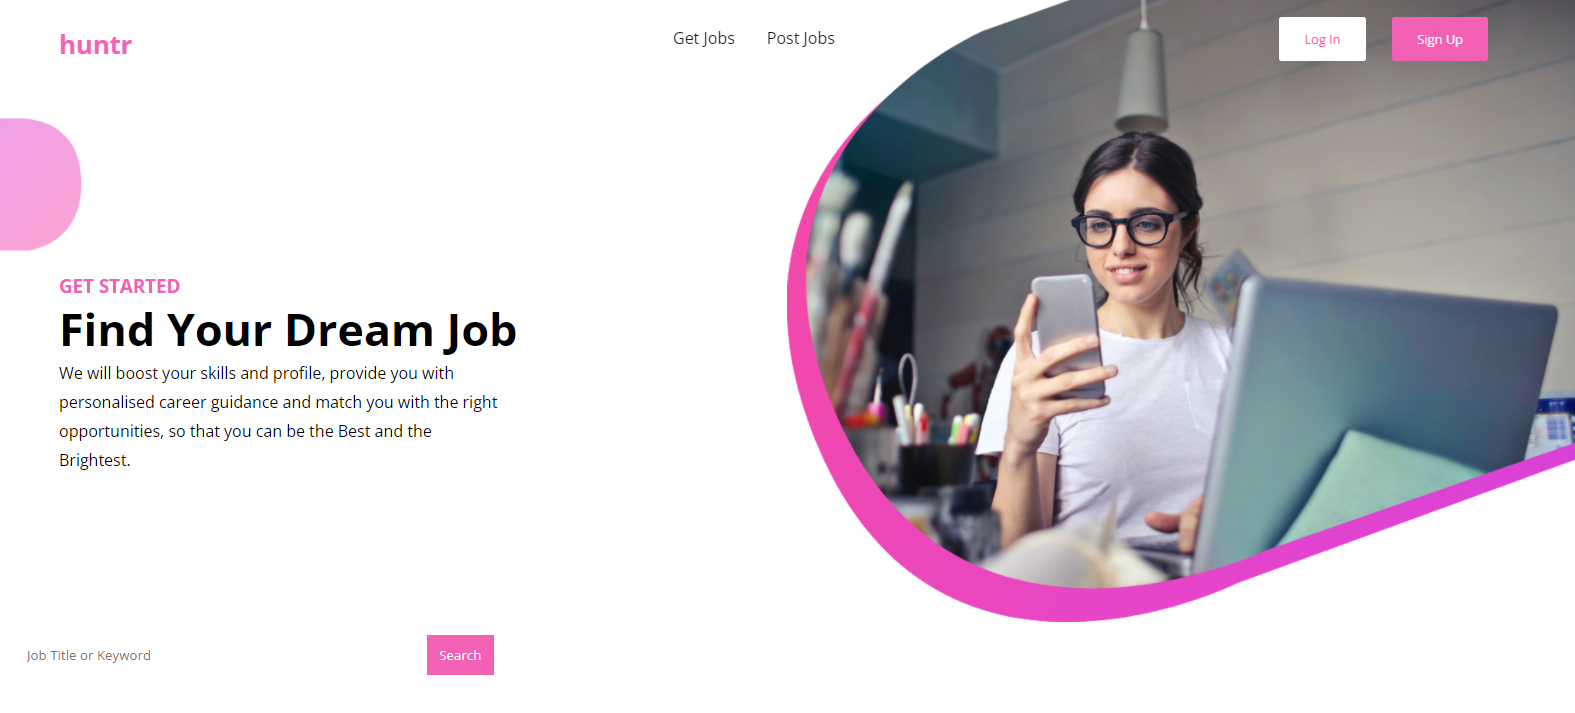 huntr
Get Jobs
Post Jobs
Log In
Sign Up
GET STARTED
Find Your Dream Job
We will boost your skills and profile, provide you with
personalised career guidance and match you with the right
opportunities, so that you can be the Best and the
Brightest.
Job Title or Keyword
Search